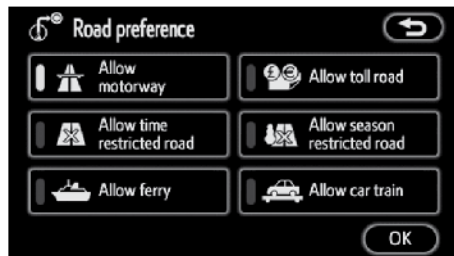 Road preference
Allow
motorway
£ € Allow toll road
Allow time
restricted road
Allow season
restricted road
Allow ferry
Allow car train
OK